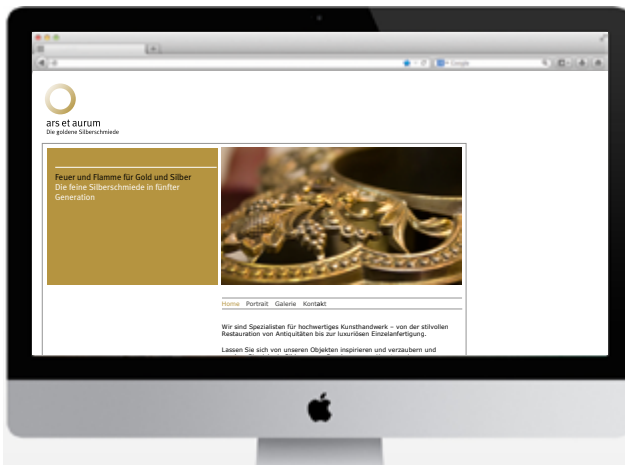 Google
ars et aurum
Die goldene Silberschmiede
Feuer und Flamme für Gold und Silber
Die feine Silberschmiede in fünfter
Generation
Home Portrait Galerie Kontakt
Wir sind Spezialisten für hochwertiges Kunsthandwerk – von der stilvollen
Restauration von Antiquitäten bis zur luxuriösen Einzelanfertigung.
Lassen Sie sich von unseren Objekten inspirieren und verzaubern und